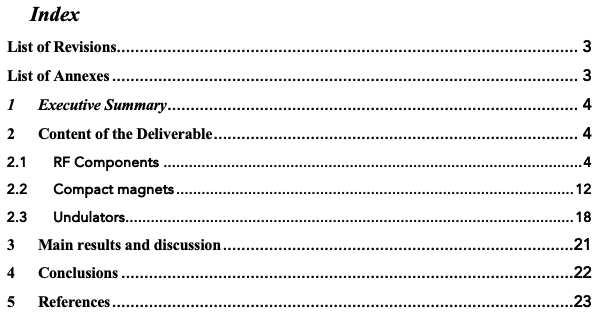 Index
List of Revisions.................................................................................................... 3
List of Annexes..................................................................................................... 3
1 Executive Summary......................................................................................... 4
2 Content of the Deliverable............................................................................... 4
2.1 RF Components ..........................................................................................4
2.2 Compact magnets.......................................................................................12
2.3 Undulators..................................................................................................18
3 Main results and discussion............................................................................21
4 Conclusions ...................................................................................................22
5 References.....................................................................................................23